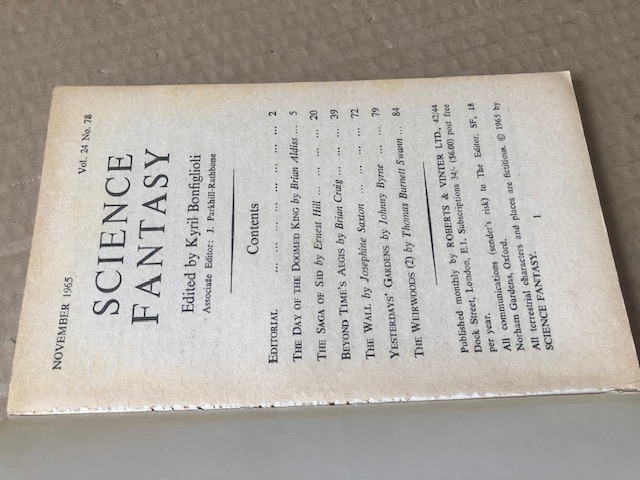 NOVEMBER 1965 Vol. 24 No. 78
SCIENCE
FANTASY
Edited by Kyril Bonfiglioli
Associate Editor: J. Parkhill-Rathbone
Contents
EDITORIAL ... ... ... ... ... ... ... ... 2
THE DAY OF THE DOOMED KING by Brian Aldiss ... 5
THE SAGA OF SID by Ernest Hill ... ... ... ... 20
BEYOND TIME'S AEGIS by Brian Craig ... ... ... 39
THE WALL by Josephine Saxton ... ... ... ... 72
YESTERDAYS' GARDENS by Johnny Byrne ... ... ... 79
THE WEIRWOODS (2) by Thomas Burnett Swann ... 84
Published monthly by ROBERTS & VINTER LTD., 42/44
Dock Street, London, E.1. Subscriptions 34/- ($6.00) post free
per year.
All communications (sender's risk) to The Editor, SF, 18
Norham Gardens, Oxford.
All terrestrial characters and places are fictitious. © 1965 by
SCIENCE FANTASY. 1